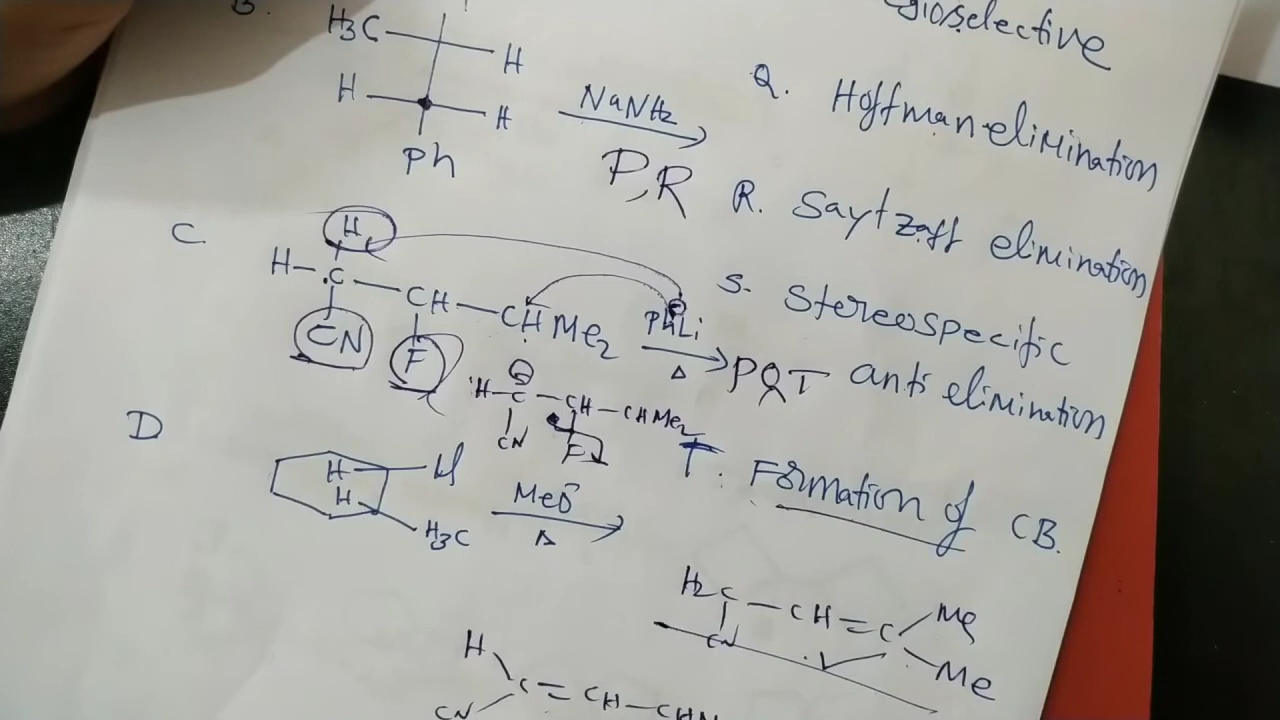 B.
H3C
H
H
H
Ph
NaNH2
P,R
gioselective
Q. Hoffman elimination
R. Saytzaff elimination
S. Stereospecific
anti elimination
T. Formation of CB.
C.
H
H-C-CH-CHMe2
CN
F
PhLi
Δ
PQT
H-C-CH-CHMe2
CN
F
D
H
H
H3C
MeO-
Δ
H2C-CH=C
Me
CN
Me
H
C=CH-CHM
CN